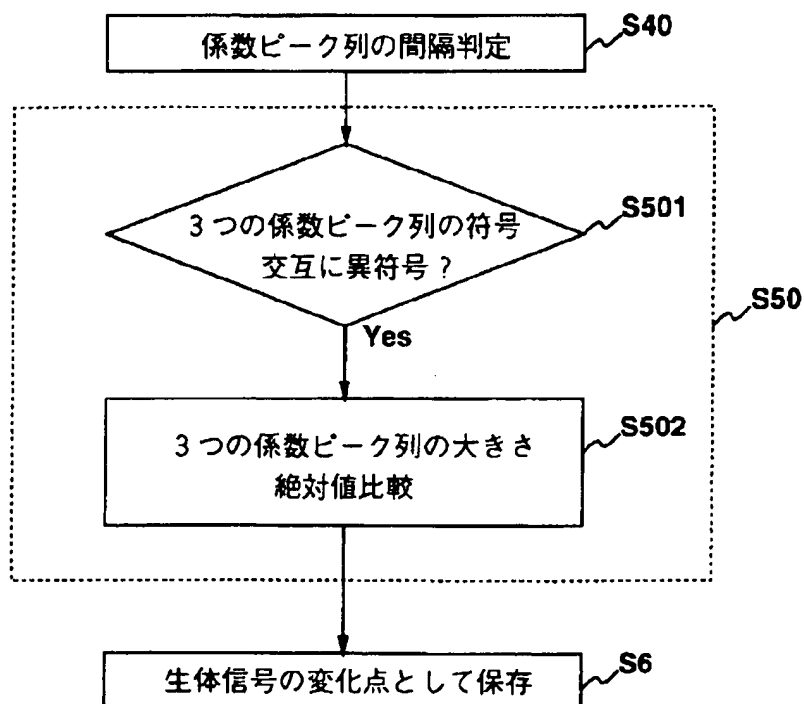 係数ピーク列の間隔判定
S40
3つの係数ピーク列の符号
交互に異符号?
S501
Yes
S50
3つの係数ピーク列の大きさ
絶対値比較
S502
生体信号の変化点として保存
S6